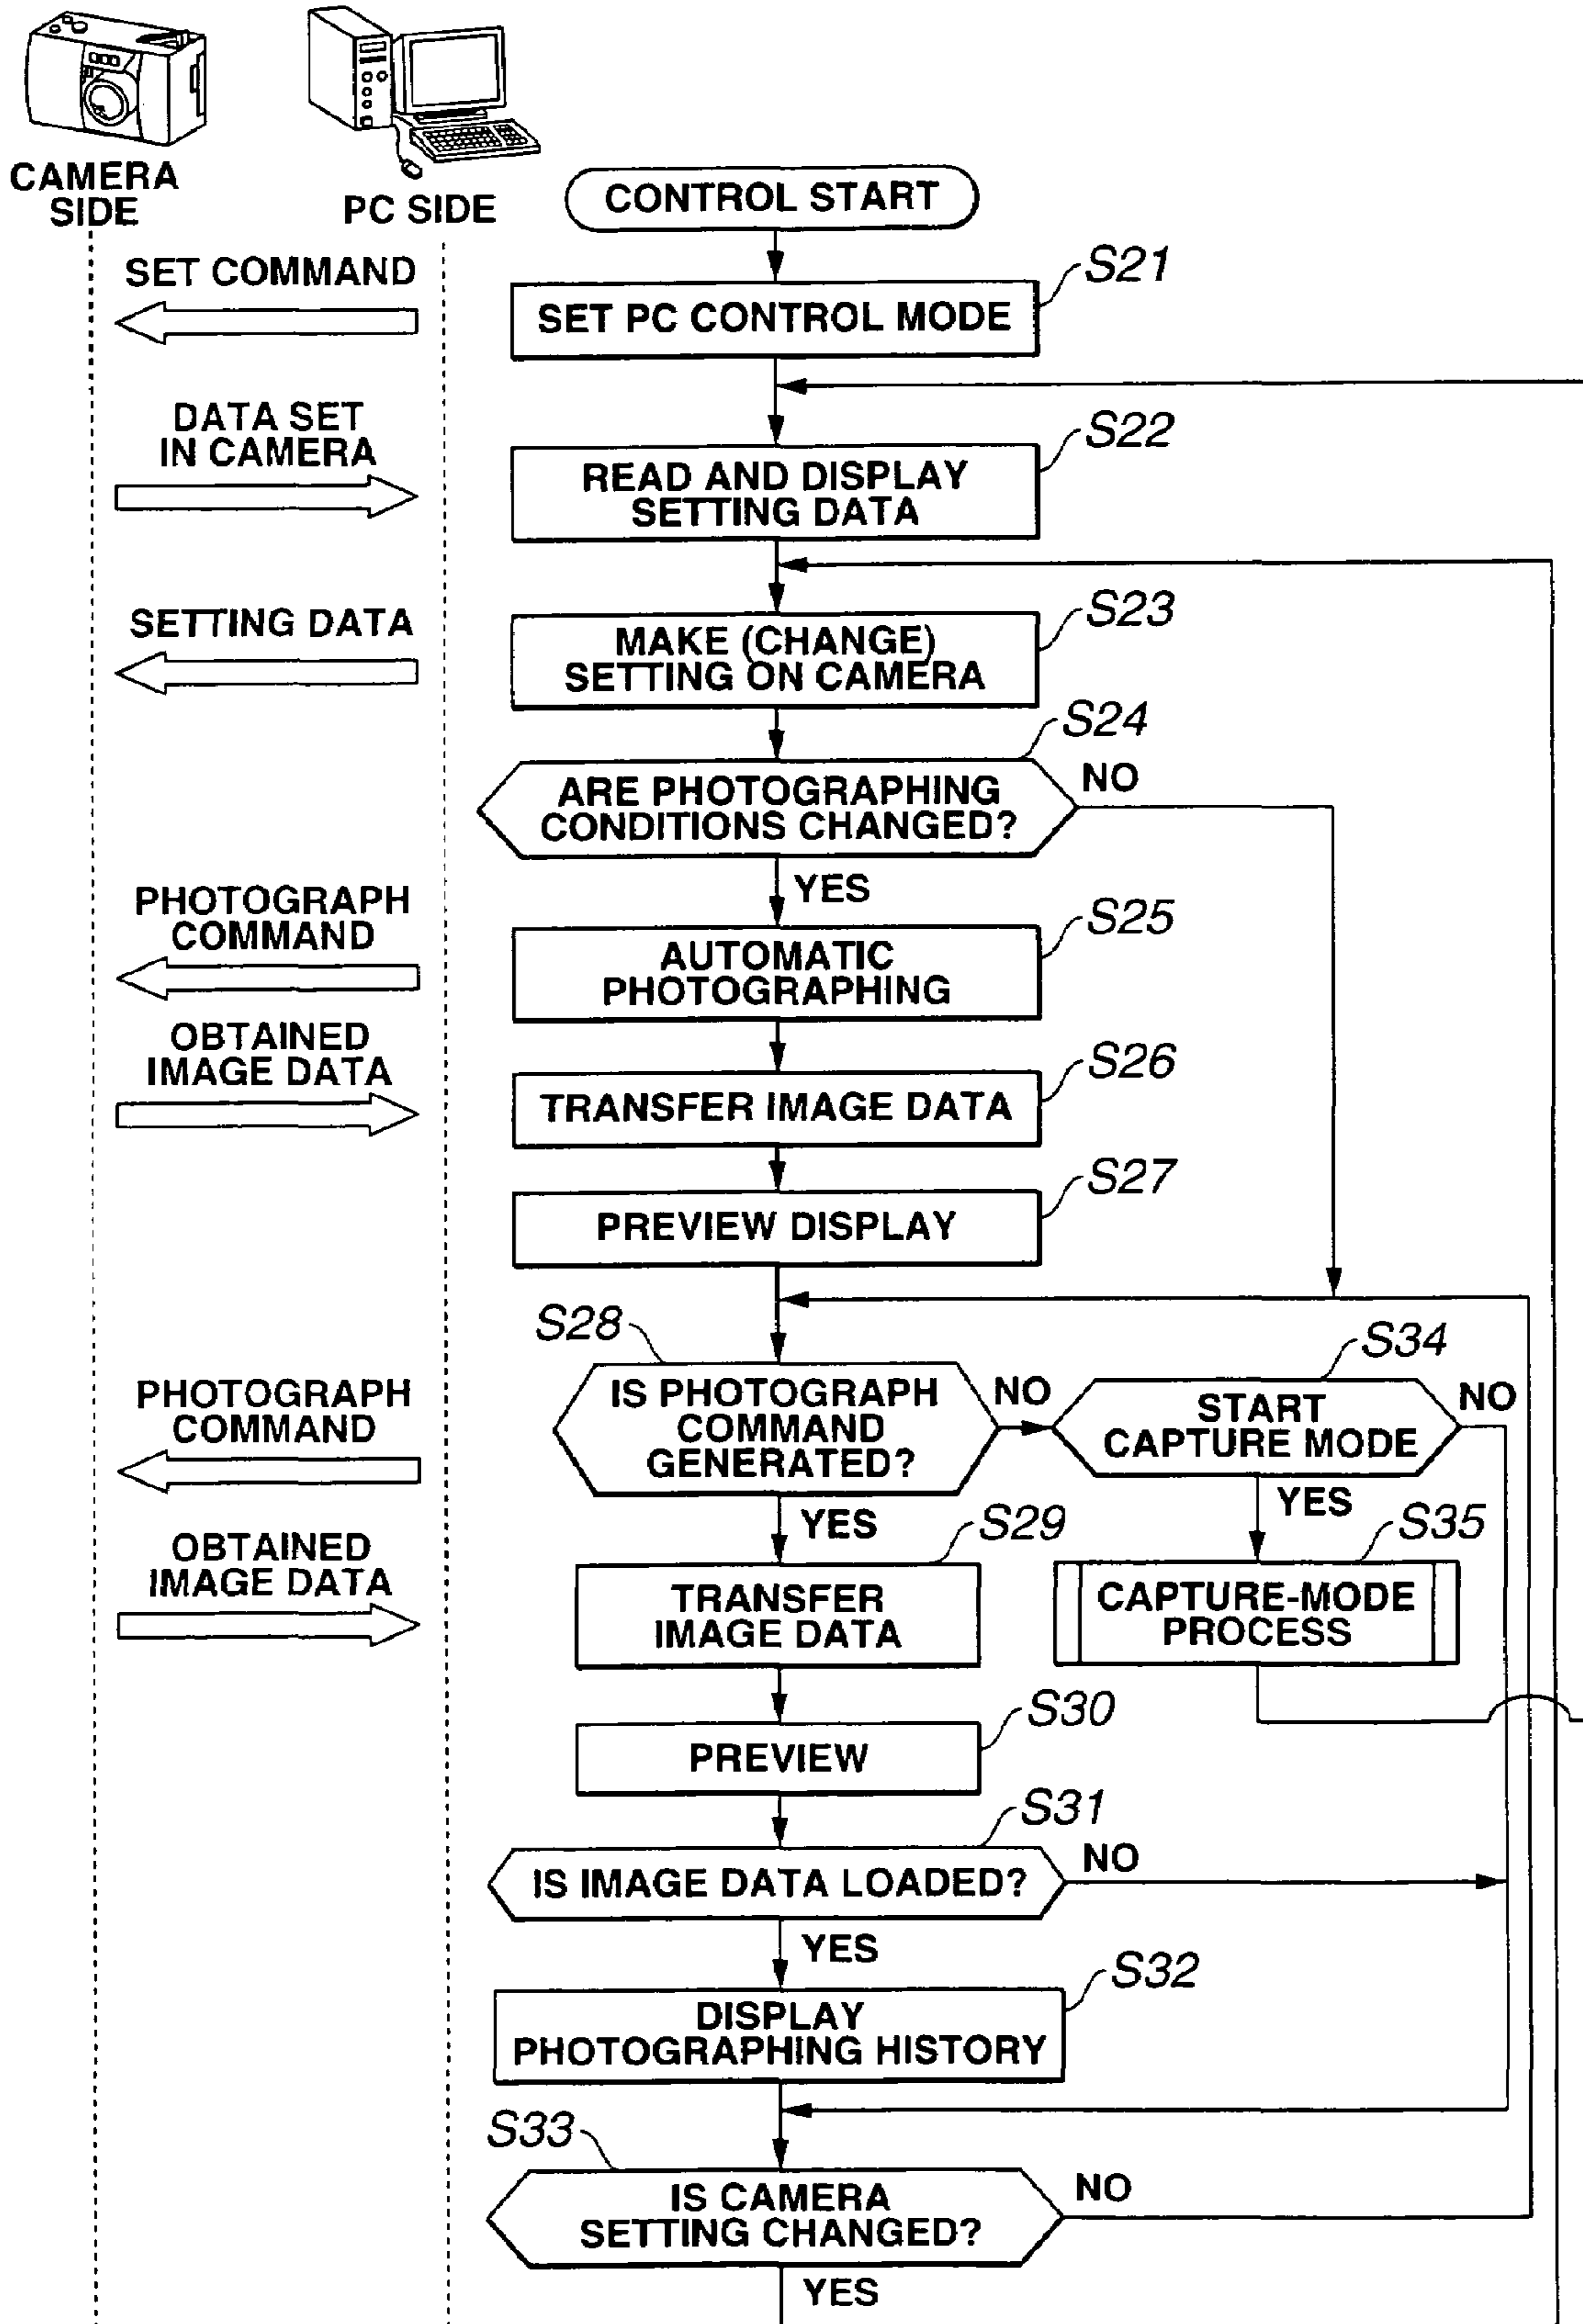 CAMERA
SIDE
PC SIDE
CONTROL START
SET COMMAND
S21
SET PC CONTROL MODE
DATA SET
IN CAMERA
S22
READ AND DISPLAY
SETTING DATA
SETTING DATA
S23
MAKE (CHANGE)
SETTING ON CAMERA
S24
ARE PHOTOGRAPHING
CONDITIONS CHANGED?
NO
YES
PHOTOGRAPH
COMMAND
S25
AUTOMATIC
PHOTOGRAPHING
OBTAINED
IMAGE DATA
S26
TRANSFER IMAGE DATA
S27
PREVIEW DISPLAY
S28
IS PHOTOGRAPH
COMMAND
GENERATED?
NO
S34
START
CAPTURE MODE
NO
PHOTOGRAPH
COMMAND
YES
YES
S29
TRANSFER
IMAGE DATA
S35
CAPTURE-MODE
PROCESS
OBTAINED
IMAGE DATA
S30
PREVIEW
S31
IS IMAGE DATA LOADED?
NO
YES
S32
DISPLAY
PHOTOGRAPHING HISTORY
S33
IS CAMERA
SETTING CHANGED?
NO
YES